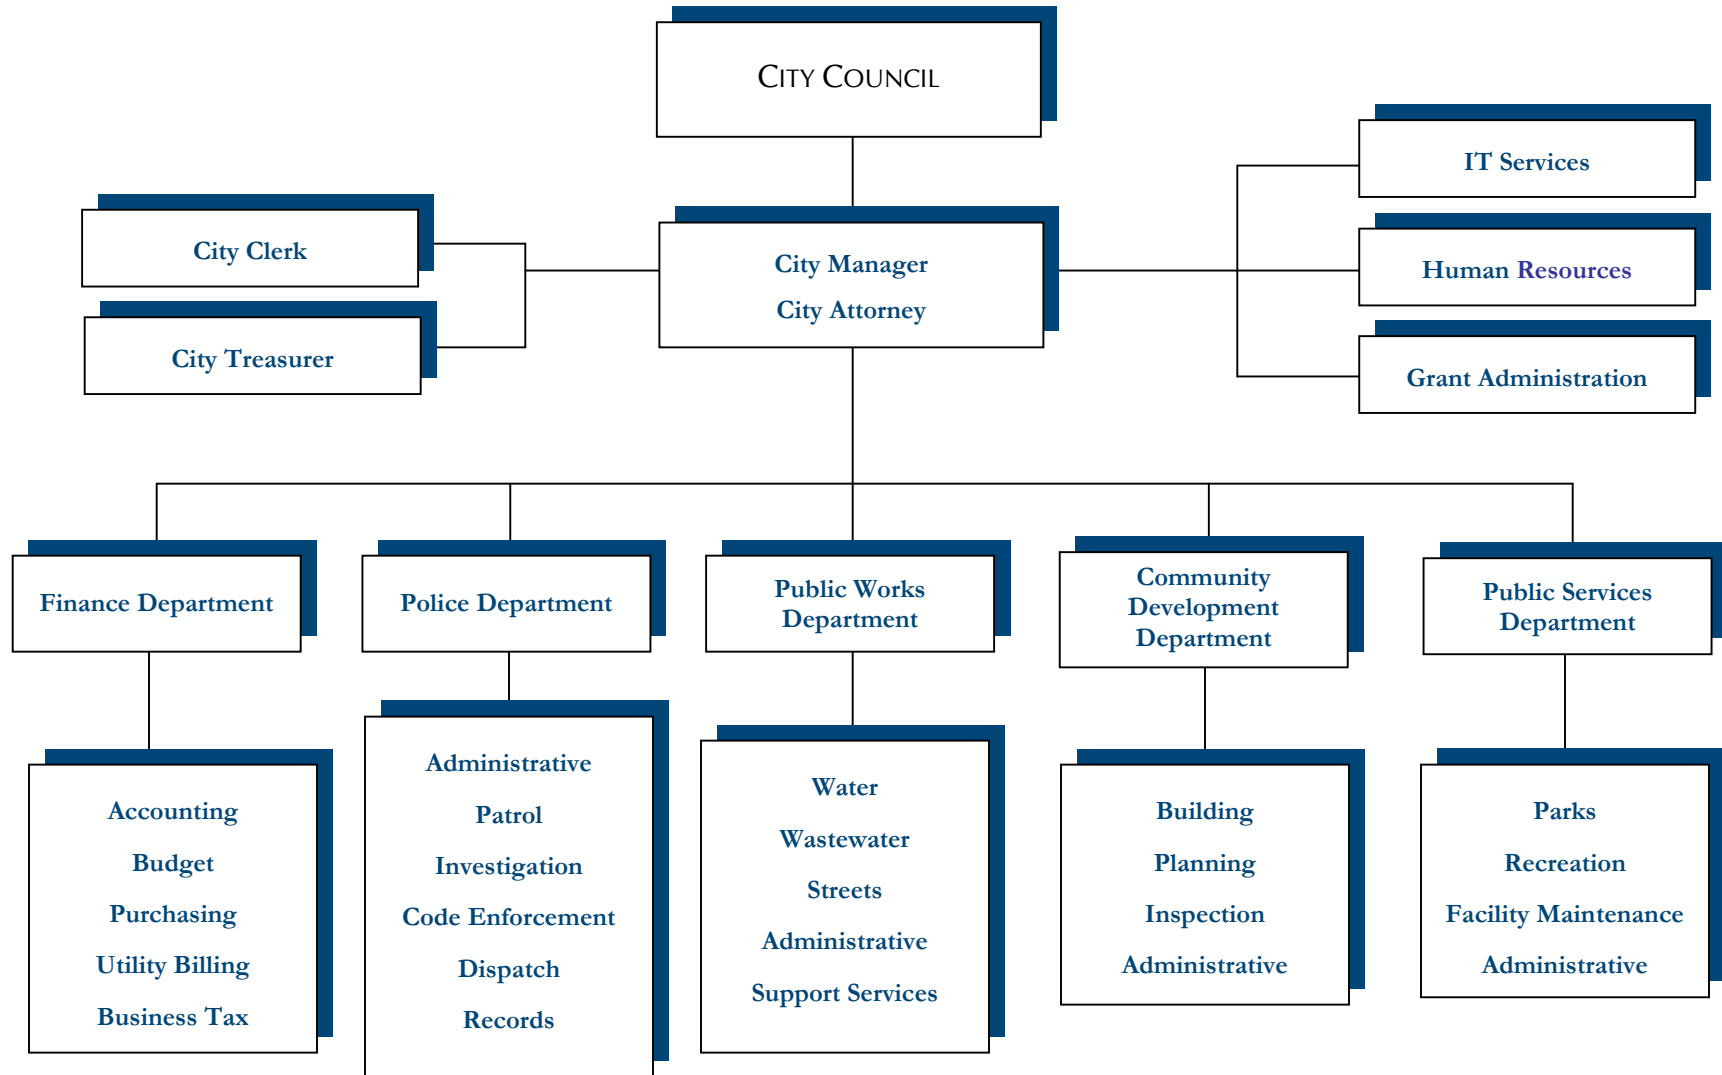 CITY COUNCIL
IT Services
City Clerk
City Manager
Human Resources
City Attorney
City Treasurer
Grant Administration
Finance Department
Police Department
Public Works
Department
Community
Development
Department
Public Services
Department
Accounting
Budget
Purchasing
Utility Billing
Business Tax
Administrative
Patrol
Investigation
Code Enforcement
Dispatch
Records
Water
Wastewater
Streets
Administrative
Support Services
Building
Planning
Inspection
Administrative
Parks
Recreation
Facility Maintenance
Administrative